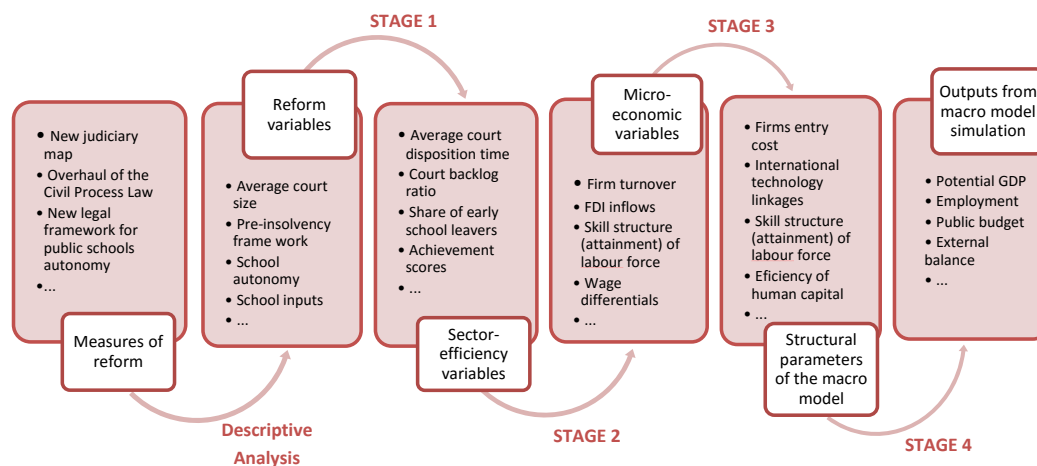 STAGE 1
STAGE 3
Reform
variables
Micro-
economic
variables
Outputs from
macro model
simulation
• New judiciary
map
• Overhaul of the
Civil Process Law
• New legal
framework for
public schools
autonomy
•...
Measures of
reform
• Average court
size
• Pre-insolvency
frame work
• School
autonomy
• School inputs
• ...
• Average court
disposition time
• Court backlog
ratio
• Share of early
school leavers
• Achievement
scores
• ...
Sector-
efficiency
variables
• Firm turnover
• FDI inflows
• Skill structure
(attainment) of
labour force
• Wage
differentials
• ...
• Firms entry
cost
• International
technology
linkages
• Skill structure
(attainment) of
labour force
• Eficiency of
human capital
• ...
Structural
parameters
of the macro
model
• Potential GDP
• Employment
• Public budget
• External
balance
• ...
Descriptive
Analysis
STAGE 2
STAGE 4